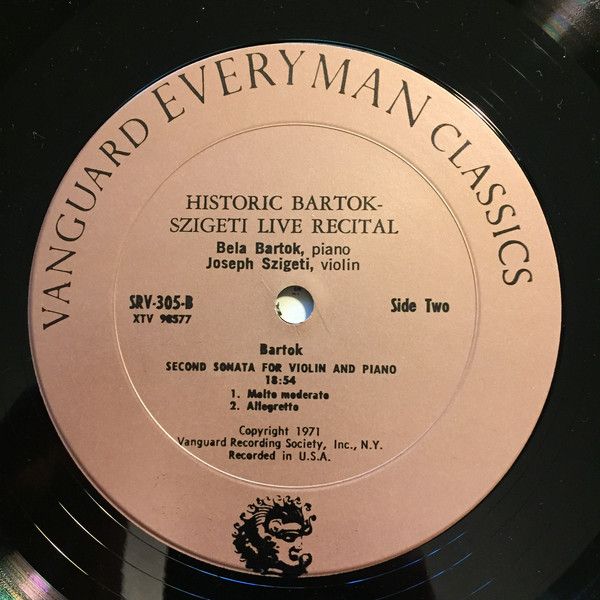 VANGUARD EVERYMAN CLASSICS
HISTORIC BARTOK-
SZIGETI LIVE RECITAL
Bela Bartok, piano
Joseph Szigeti, violin
SRV-305-B
XTV 98577
Side Two
Bartok
SECOND SONATA FOR VIOLIN AND PIANO
18:54
1. Molto moderato
2. Allegretto
Copyright 1971
Vanguard Recording Society, Inc., N.Y.
Recorded in U.S.A.